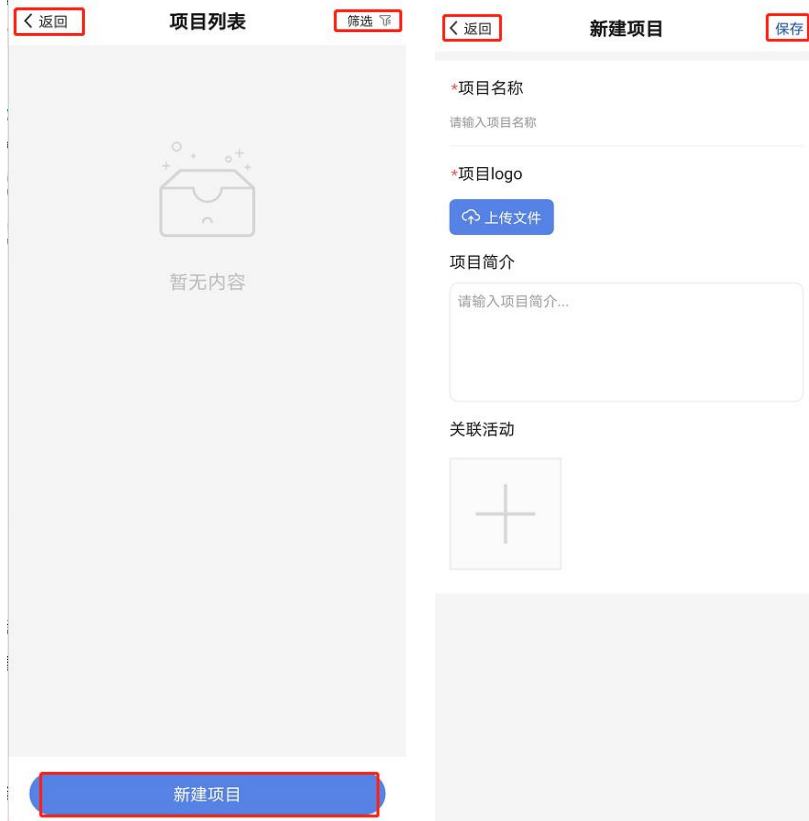 返回
项目列表
筛选
暂无内容
新建项目
返回
新建项目
保存
*项目名称
请输入项目名称
*项目logo
上传文件
项目简介
请输入项目简介...
关联活动